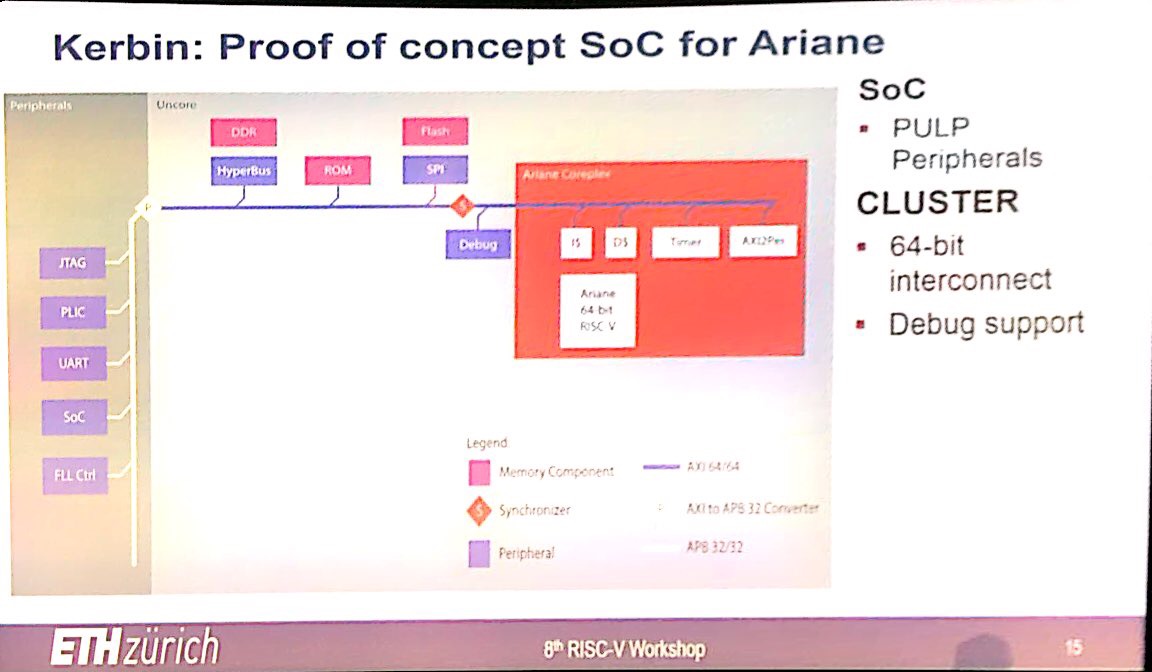 Kerbin: Proof of concept SoC for Ariane
Peripherals
Uncore
DDR
Flash
HyperBus
ROM
SPI
Ariane Coreplex
S
Debug
I$
D$
Timer
AXI2Per
Ariane
64-bit
RISC-V
JTAG
PLIC
UART
SoC
FLL Ctrl
Legend
Memory Component
AXI 64/64
S
Synchronizer
AXI to APB 32 Converter
Peripheral
APB 32/32
SoC
▪ PULP
Peripherals
CLUSTER
▪ 64-bit
interconnect
▪ Debug support
ETH zürich
8th RISC-V Workshop
15